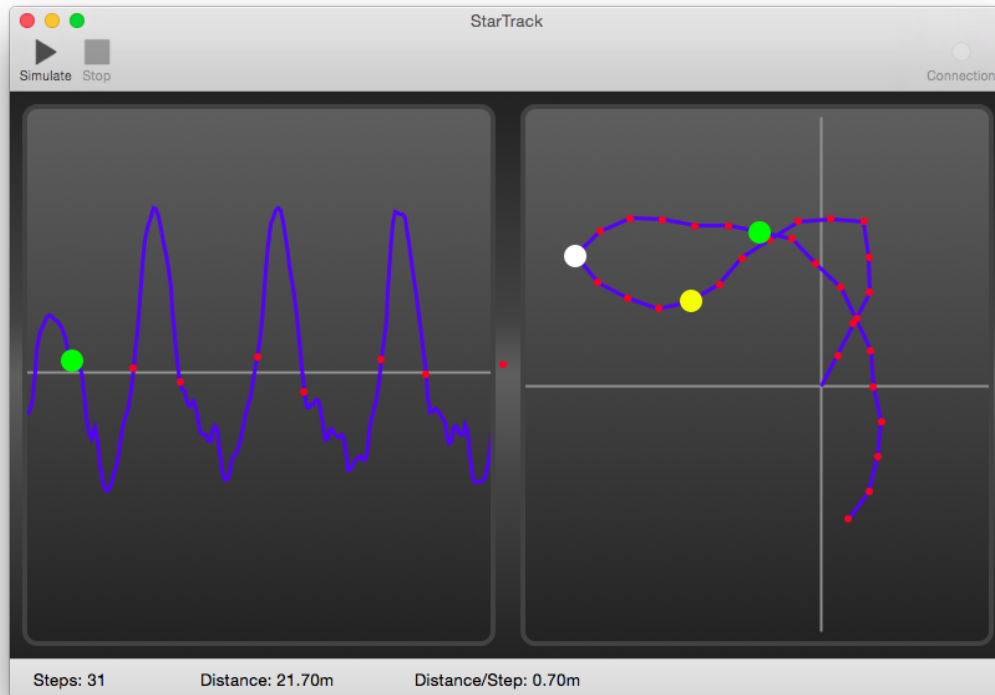 StarTrack
Simulate Stop
Connection
Steps: 31 Distance: 21.70m Distance/Step: 0.70m